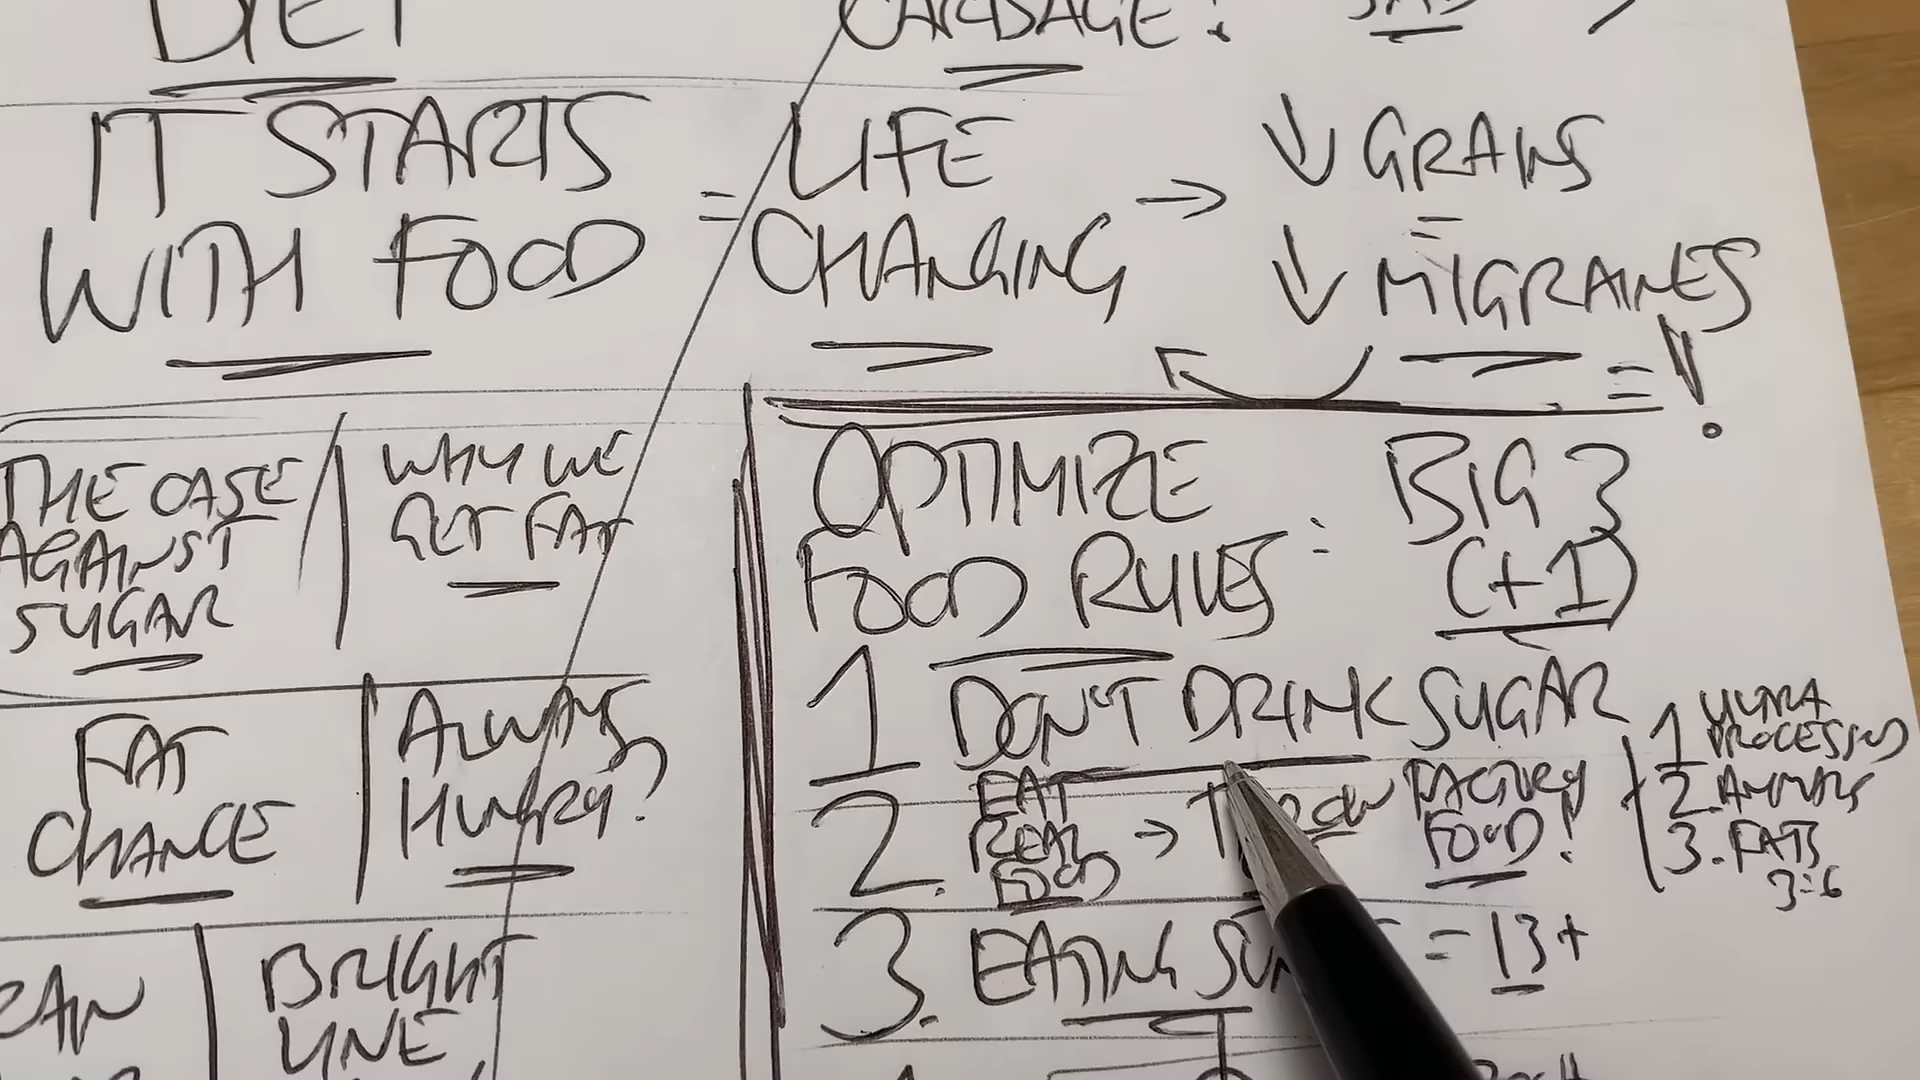 DIET
GARBAGE!
SAD
IT STARTS
WITH FOOD
=
LIFE
CHANGING
→
↓ GRAINS
=
↓ MIGRAINES
= !
THE CASE
AGAINST
SUGAR
WHY WE
GET FAT
FAT
CHANCE
ALWAYS
HUNGRY?
BRIGHT
LINE
OPTIMIZE
FOOD RULES:
BIG 3
(+1)
1 DON'T DRINK SUGAR
2. EAT
REAL
FOOD
→
FACTORY
FOOD!
1 ULTRA
PROCESSED
2. ANIMALS
3. FATS
3:6
3. EATING
= 13+